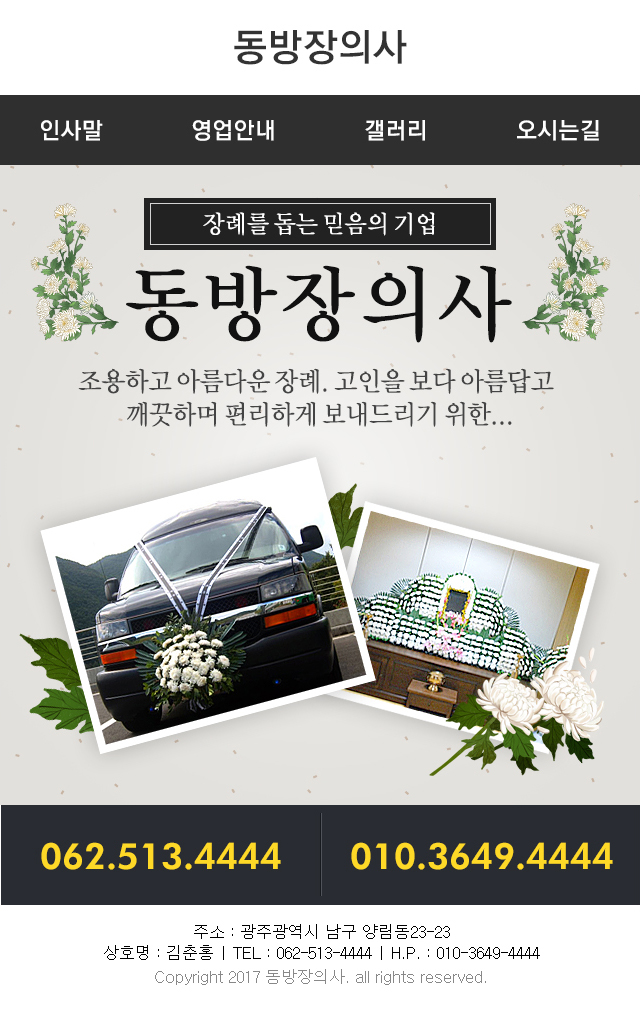 동방장의사
인사말 영업안내 갤러리 오시는길
장례를 돕는 믿음의 기업
동방장의사
조용하고 아름다운 장례. 고인을 보다 아름답고
깨끗하며 편리하게 보내드리기 위한...
062.513.4444 010.3649.4444
주소 : 광주광역시 남구 양림동23-23
상호명 : 김춘홍 | TEL : 062-513-4444 | H.P. : 010-3649-4444
Copyright 2017 동방장의사. all rights reserved.